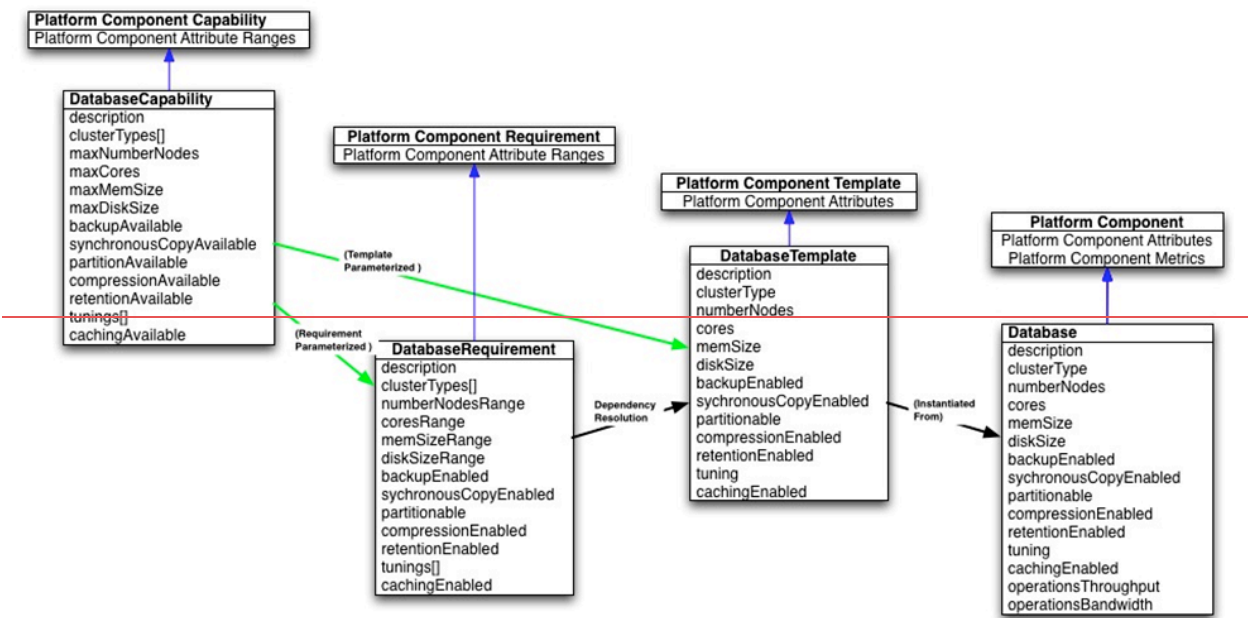 Platform Component Capability
Platform Component Attribute Ranges
DatabaseCapability
description
clusterTypes[]
maxNumberNodes
maxCores
maxMemSize
maxDiskSize
backupAvailable
synchronousCopyAvailable
partitionAvailable
compressionAvailable
retentionAvailable
tunings[]
cachingAvailable
(Template
Parameterized )
(Requirement
Parameterized )
Platform Component Requirement
Platform Component Attribute Ranges
DatabaseRequirement
description
clusterTypes[]
numberNodesRange
coresRange
memSizeRange
diskSizeRange
backupEnabled
sychronousCopyEnabled
partitionable
compressionEnabled
retentionEnabled
tunings[]
cachingEnabled
Dependency
Resolution
Platform Component Template
Platform Component Attributes
DatabaseTemplate
description
clusterType
numberNodes
cores
memSize
diskSize
backupEnabled
sychronousCopyEnabled
partitionable
compressionEnabled
retentionEnabled
tuning
cachingEnabled
(Instantiated
From)
Platform Component
Platform Component Attributes
Platform Component Metrics
Database
description
clusterType
numberNodes
cores
memSize
diskSize
backupEnabled
sychronousCopyEnabled
partitionable
compressionEnabled
retentionEnabled
tuning
cachingEnabled
operationsThroughput
operationsBandwidth